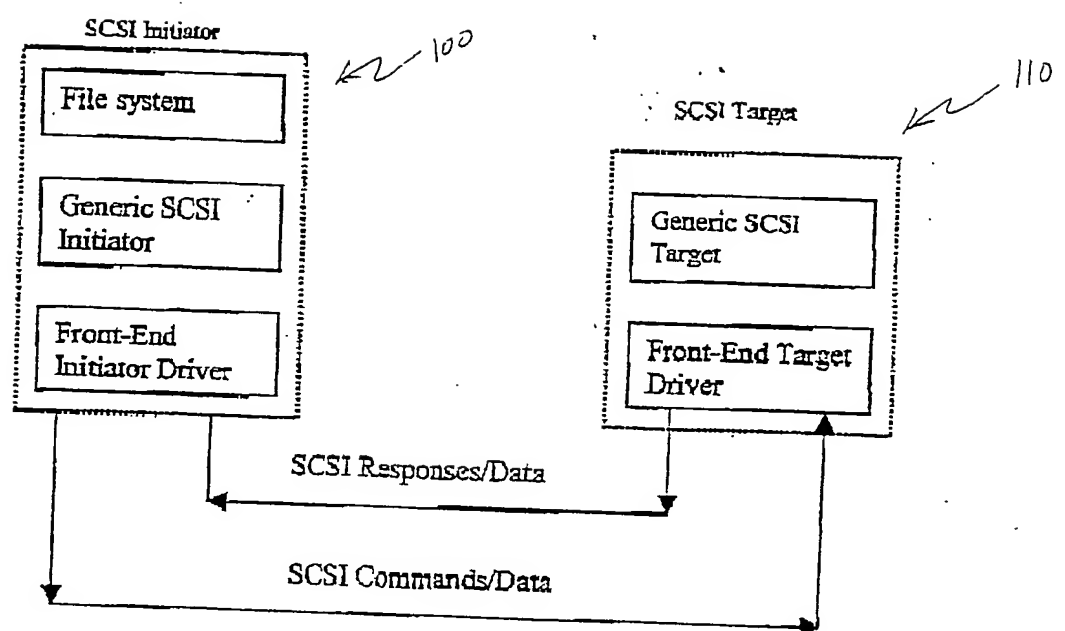 SCSI Initiator
100
File system
Generic SCSI
Initiator
Front-End
Initiator Driver
110
SCSI Target
Generic SCSI
Target
Front-End Target
Driver
SCSI Responses/Data
SCSI Commands/Data